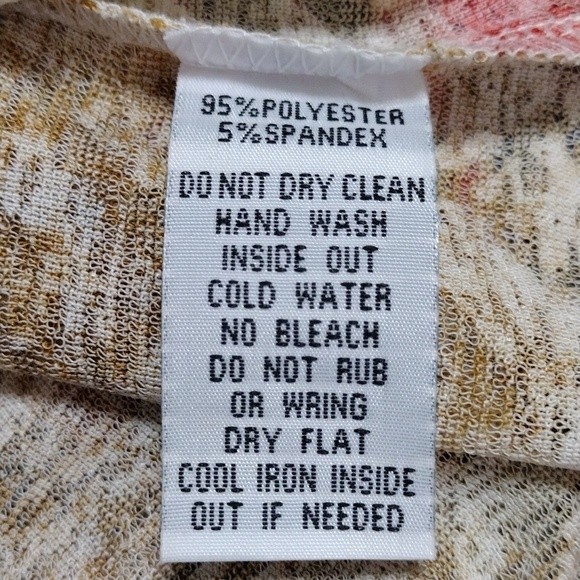 95%POLYESTER
5%SPANDEX
DO NOT DRY CLEAN
HAND WASH
INSIDE OUT
COLD WATER
NO BLEACH
DO NOT RUB
OR WRING
DRY FLAT
COOL IRON INSIDE
OUT IF NEEDED